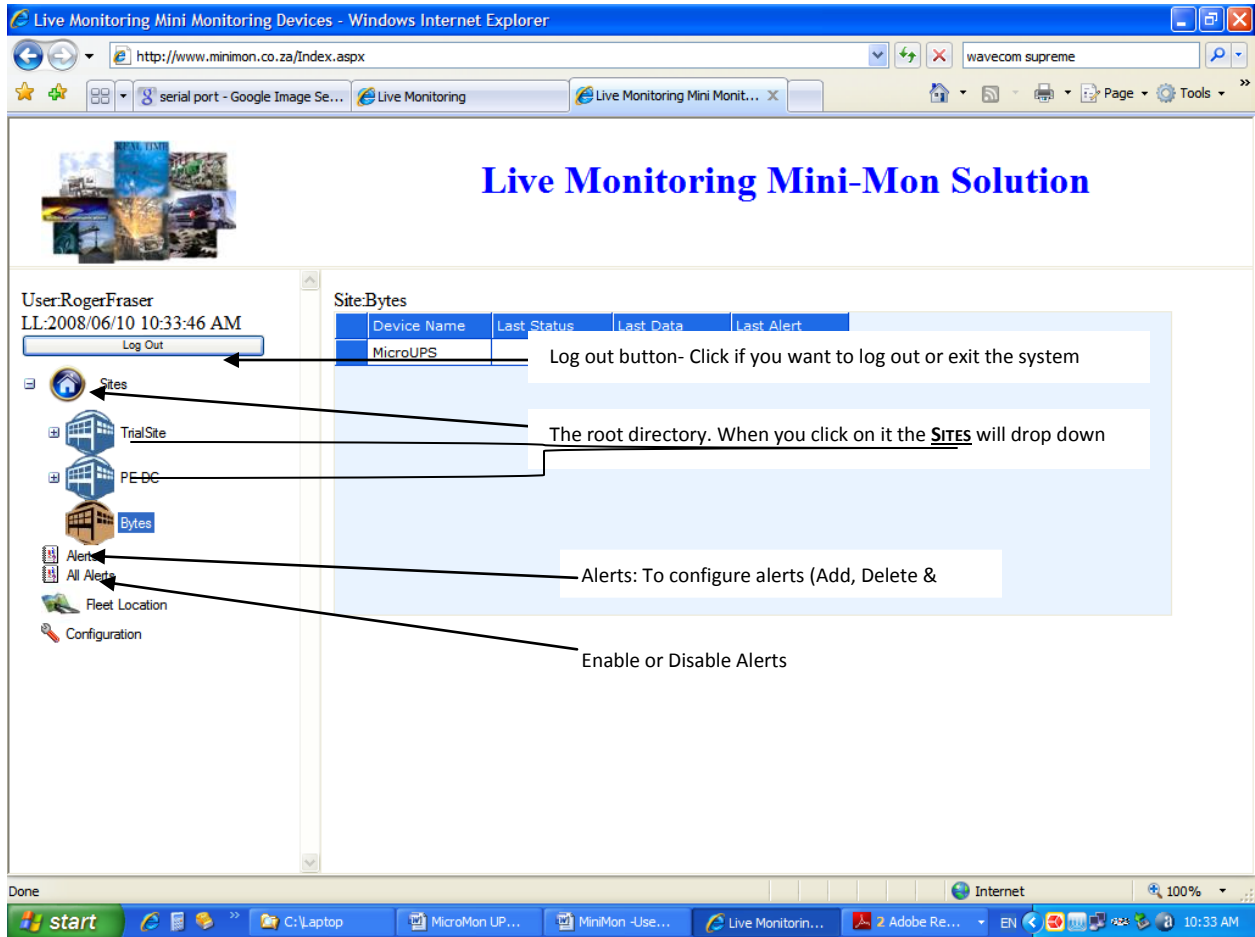 Live Monitoring Mini Monitoring Devices - Windows Internet Explorer
http://www.minimon.co.za/Index.aspx
wavecom supreme
serial port - Google Image Se...
Live Monitoring
Live Monitoring Mini Monit...
Page
Tools
REAL TIME
Live Monitoring Mini-Mon Solution
User:RogerFraser
LL:2008/06/10 10:33:46 AM
Log Out
Sites
TrialSite
PE-DC
Bytes
Alerts
All Alerts
Fleet Location
Configuration
Site:Bytes
Device Name Last Status Last Data Last Alert
MicroUPS
Log out button- Click if you want to log out or exit the system
The root directory. When you click on it the SITES will drop down
Alerts: To configure alerts (Add, Delete &
Enable or Disable Alerts
Done
Internet
100%
start
C:\Laptop
MicroMon UP...
MiniMon -Use...
Live Monitorin...
2 Adobe Re...
EN
10:33 AM